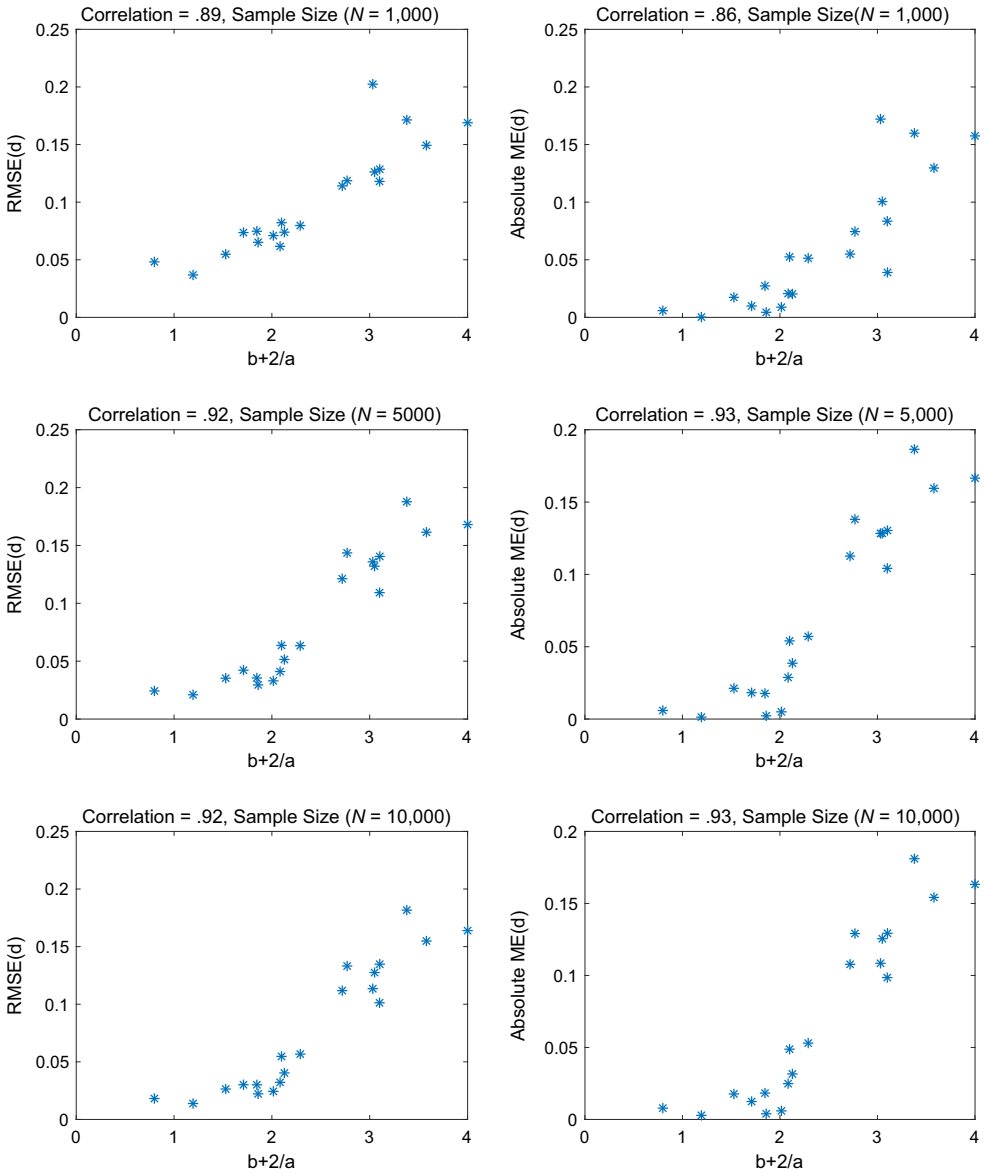 Correlation = .89, Sample Size (N = 1,000)
0.25
0.2
0.15
0.1
0.05
0
RMSE(d)
0 1 2 3 4
b+2/a
Correlation = .86, Sample Size(N = 1,000)
0.25
0.2
0.15
0.1
0.05
0
Absolute ME(d)
0 1 2 3 4
b+2/a
Correlation = .92, Sample Size (N = 5000)
0.25
0.2
0.15
0.1
0.05
0
RMSE(d)
0 1 2 3 4
b+2/a
Correlation = .93, Sample Size (N = 5,000)
0.2
0.15
0.1
0.05
0
Absolute ME(d)
0 1 2 3 4
b+2/a
Correlation = .92, Sample Size (N = 10,000)
0.25
0.2
0.15
0.1
0.05
0
RMSE(d)
0 1 2 3 4
b+2/a
Correlation = .93, Sample Size (N = 10,000)
0.2
0.15
0.1
0.05
0
Absolute ME(d)
0 1 2 3 4
b+2/a